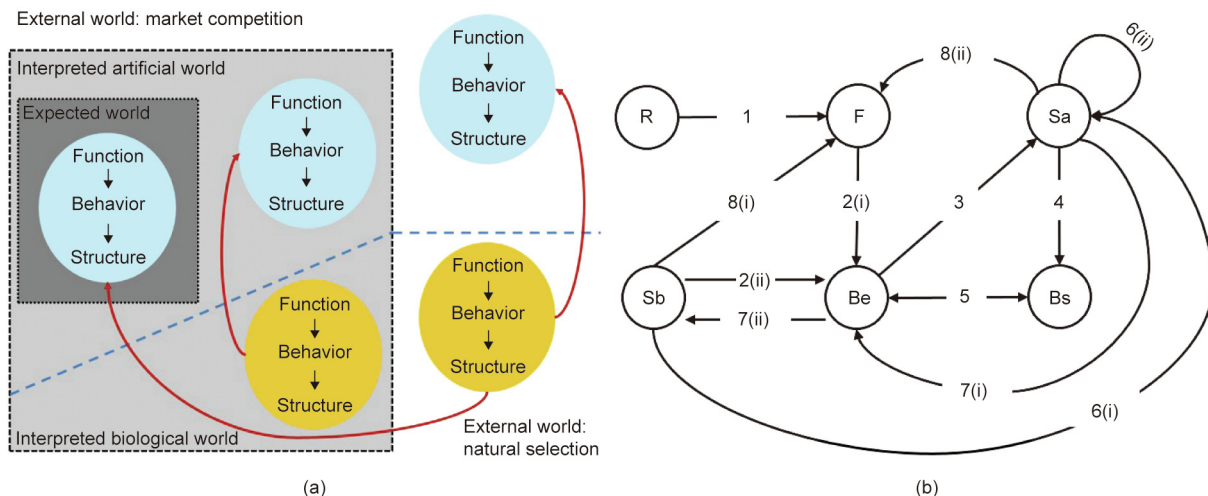 External world: market competition
Interpreted artificial world
Expected world
Function
Behavior
Structure
Function
Behavior
Structure
Function
Behavior
Structure
Function
Behavior
Structure
Function
Behavior
Structure
Interpreted biological world
External world:
natural selection
(a)
6(ii)
8(ii)
R
1
F
Sa
8(i)
2(i)
3
4
Sb
2(ii)
Be
5
Bs
7(ii)
7(i)
6(i)
(b)